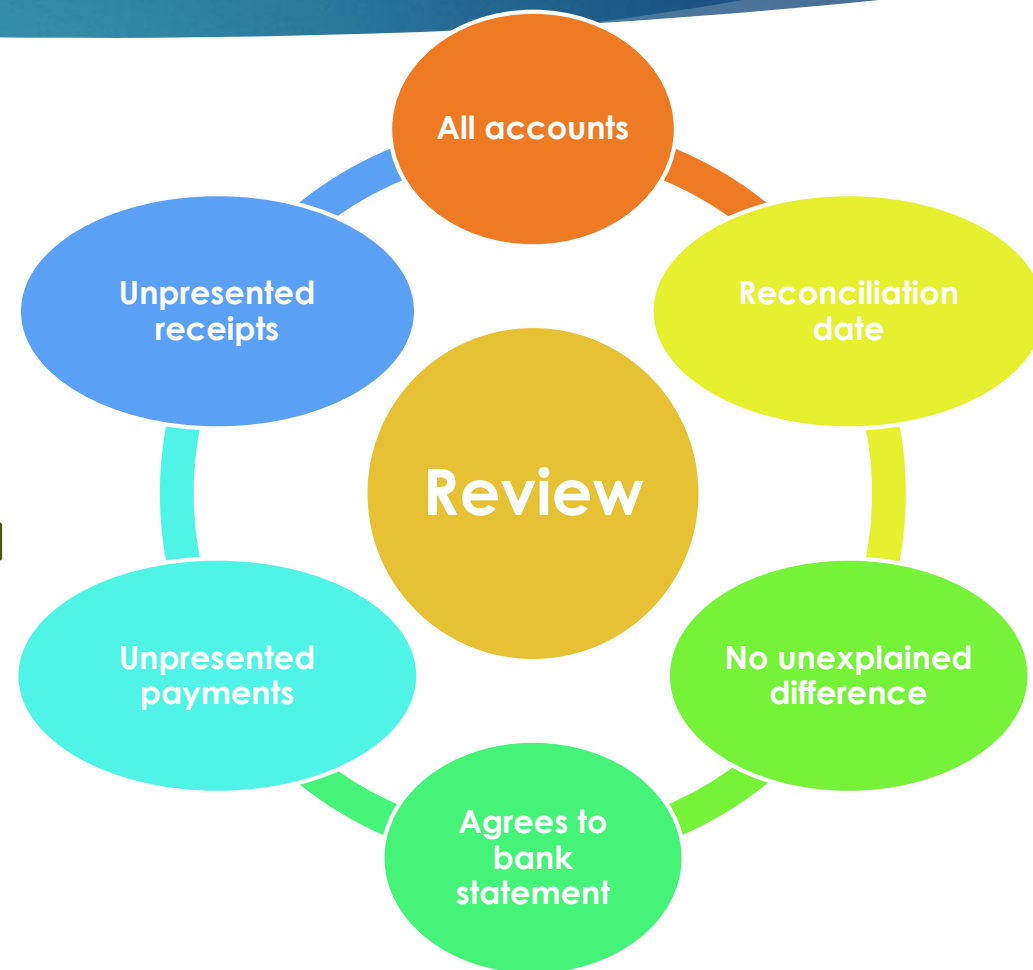 All accounts
Reconciliation
date
No unexplained
difference
Agrees to
bank
statement
Unpresented
payments
Unpresented
receipts
Review